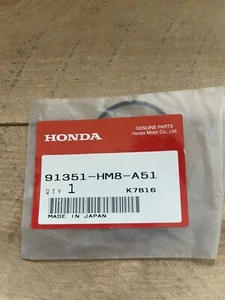 GENUINE PARTS
Honda Motor Co., Ltd.
HONDA
91351-HM8-A51
QTY 1 K7816
MADE IN JAPAN